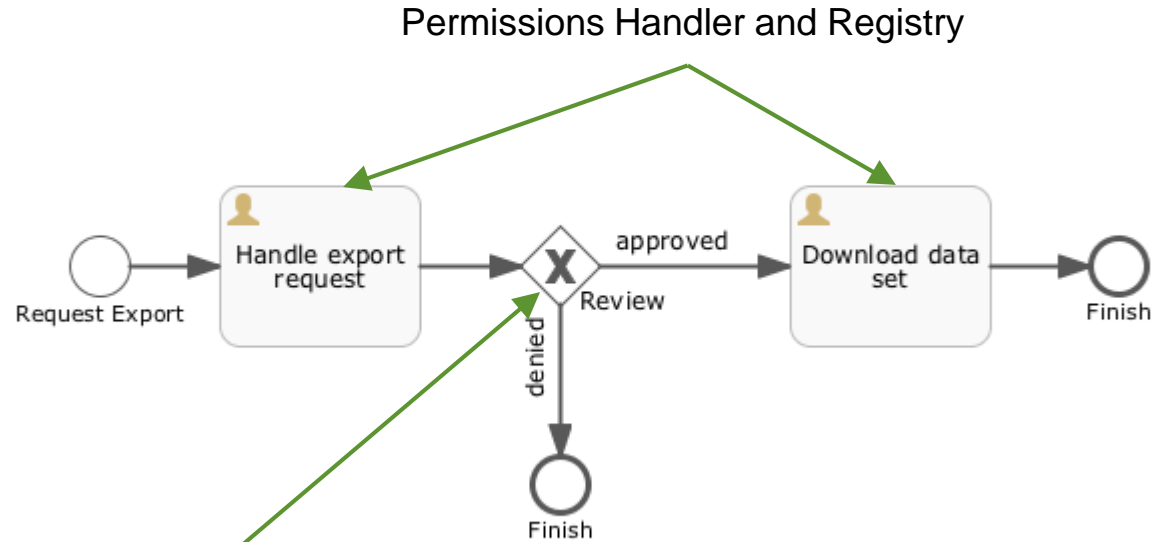 Permissions Handler and Registry
Request Export
Handle export
request
X
approved
Review
denied
Finish
Download data
set
Finish